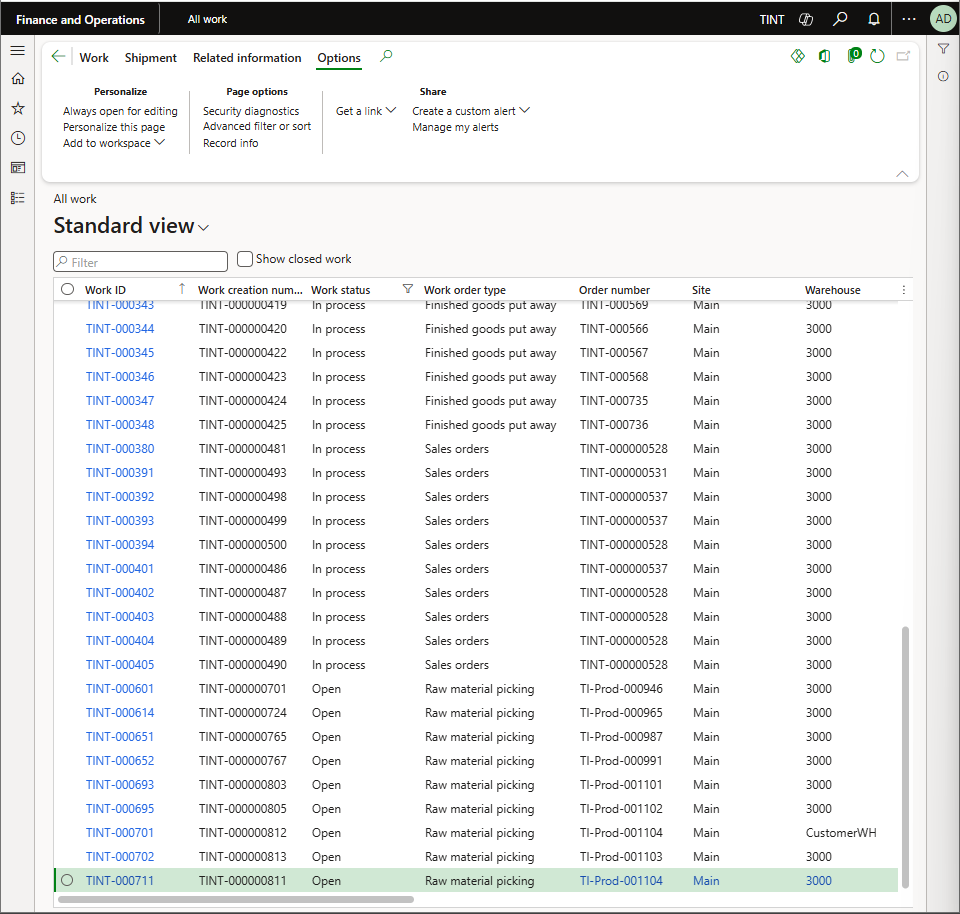 Finance and Operations All work TINT AD
Work Shipment Related information Options
0
Personalize Page options Share
Always open for editing Security diagnostics Get a link Create a custom alert
Personalize this page Advanced filter or sort Manage my alerts
Add to workspace Record info
All work
Standard view
Filter Show closed work
Work ID Work creation num... Work status Work order type Order number Site Warehouse
TINT-000343 TINT-000000419 In process Finished goods put away TINT-000569 Main 3000
TINT-000344 TINT-000000420 In process Finished goods put away TINT-000566 Main 3000
TINT-000345 TINT-000000422 In process Finished goods put away TINT-000567 Main 3000
TINT-000346 TINT-000000423 In process Finished goods put away TINT-000568 Main 3000
TINT-000347 TINT-000000424 In process Finished goods put away TINT-000735 Main 3000
TINT-000348 TINT-000000425 In process Finished goods put away TINT-000736 Main 3000
TINT-000380 TINT-000000481 In process Sales orders TINT-000000528 Main 3000
TINT-000391 TINT-000000493 In process Sales orders TINT-000000531 Main 3000
TINT-000392 TINT-000000498 In process Sales orders TINT-000000537 Main 3000
TINT-000393 TINT-000000499 In process Sales orders TINT-000000537 Main 3000
TINT-000394 TINT-000000500 In process Sales orders TINT-000000528 Main 3000
TINT-000401 TINT-000000486 In process Sales orders TINT-000000537 Main 3000
TINT-000402 TINT-000000487 In process Sales orders TINT-000000528 Main 3000
TINT-000403 TINT-000000488 In process Sales orders TINT-000000528 Main 3000
TINT-000404 TINT-000000489 In process Sales orders TINT-000000528 Main 3000
TINT-000405 TINT-000000490 In process Sales orders TINT-000000528 Main 3000
TINT-000601 TINT-000000701 Open Raw material picking TI-Prod-000946 Main 3000
TINT-000614 TINT-000000724 Open Raw material picking TI-Prod-000965 Main 3000
TINT-000651 TINT-000000765 Open Raw material picking TI-Prod-000987 Main 3000
TINT-000652 TINT-000000767 Open Raw material picking TI-Prod-000991 Main 3000
TINT-000693 TINT-000000803 Open Raw material picking TI-Prod-001101 Main 3000
TINT-000695 TINT-000000805 Open Raw material picking TI-Prod-001102 Main 3000
TINT-000701 TINT-000000812 Open Raw material picking TI-Prod-001104 Main CustomerWH
TINT-000702 TINT-000000813 Open Raw material picking TI-Prod-001103 Main 3000
TINT-000711 TINT-000000811 Open Raw material picking TI-Prod-001104 Main 3000